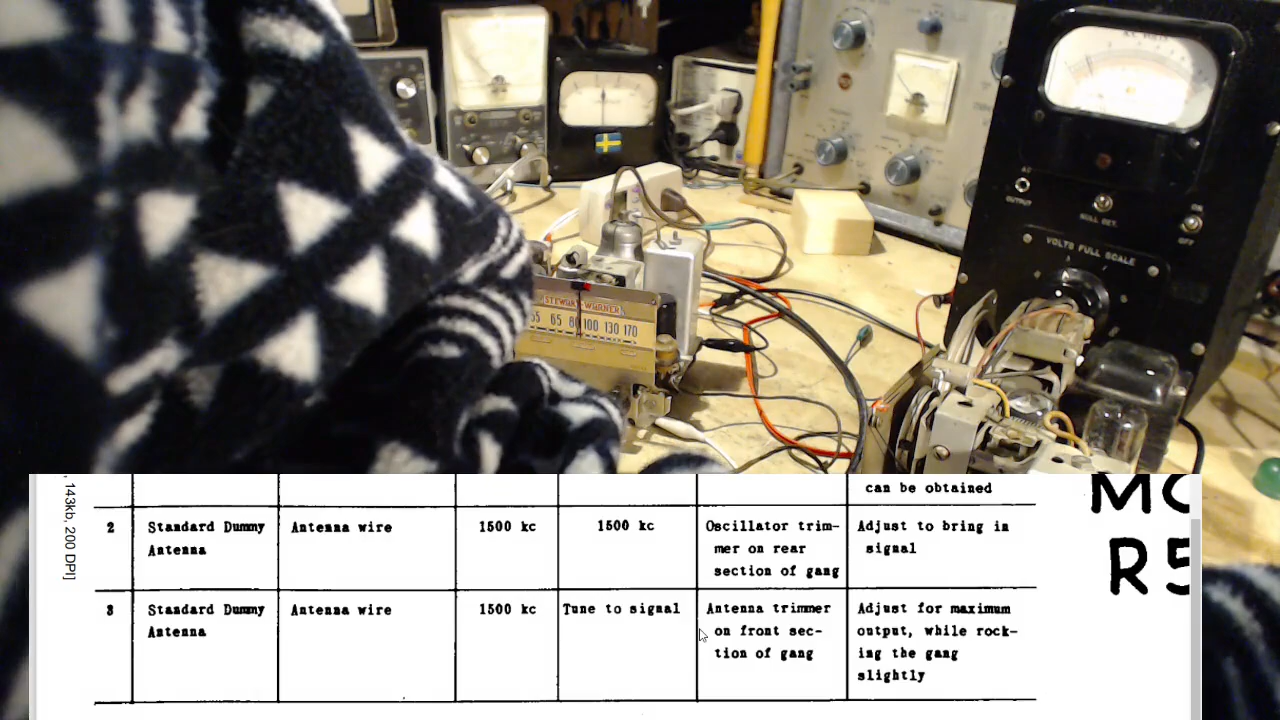 A.C. VOLTS
AC
OUTPUT
NULL DET.
ON
OFF
VOLTS FULL SCALE
STEWART-WARNER
55 65 80 100 130 170
, 143kb, 200 DPI]
can be obtained
2 Standard Dummy Antenna wire 1500 kc 1500 kc Oscillator trim- Adjust to bring in
Antenna mer on rear signal
section of gang
3 Standard Dummy Antenna wire 1500 kc Tune to signal Antenna trimmer Adjust for maximum
Antenna on front sec- output, while rock-
tion of gang ing the gang
slightly
R5